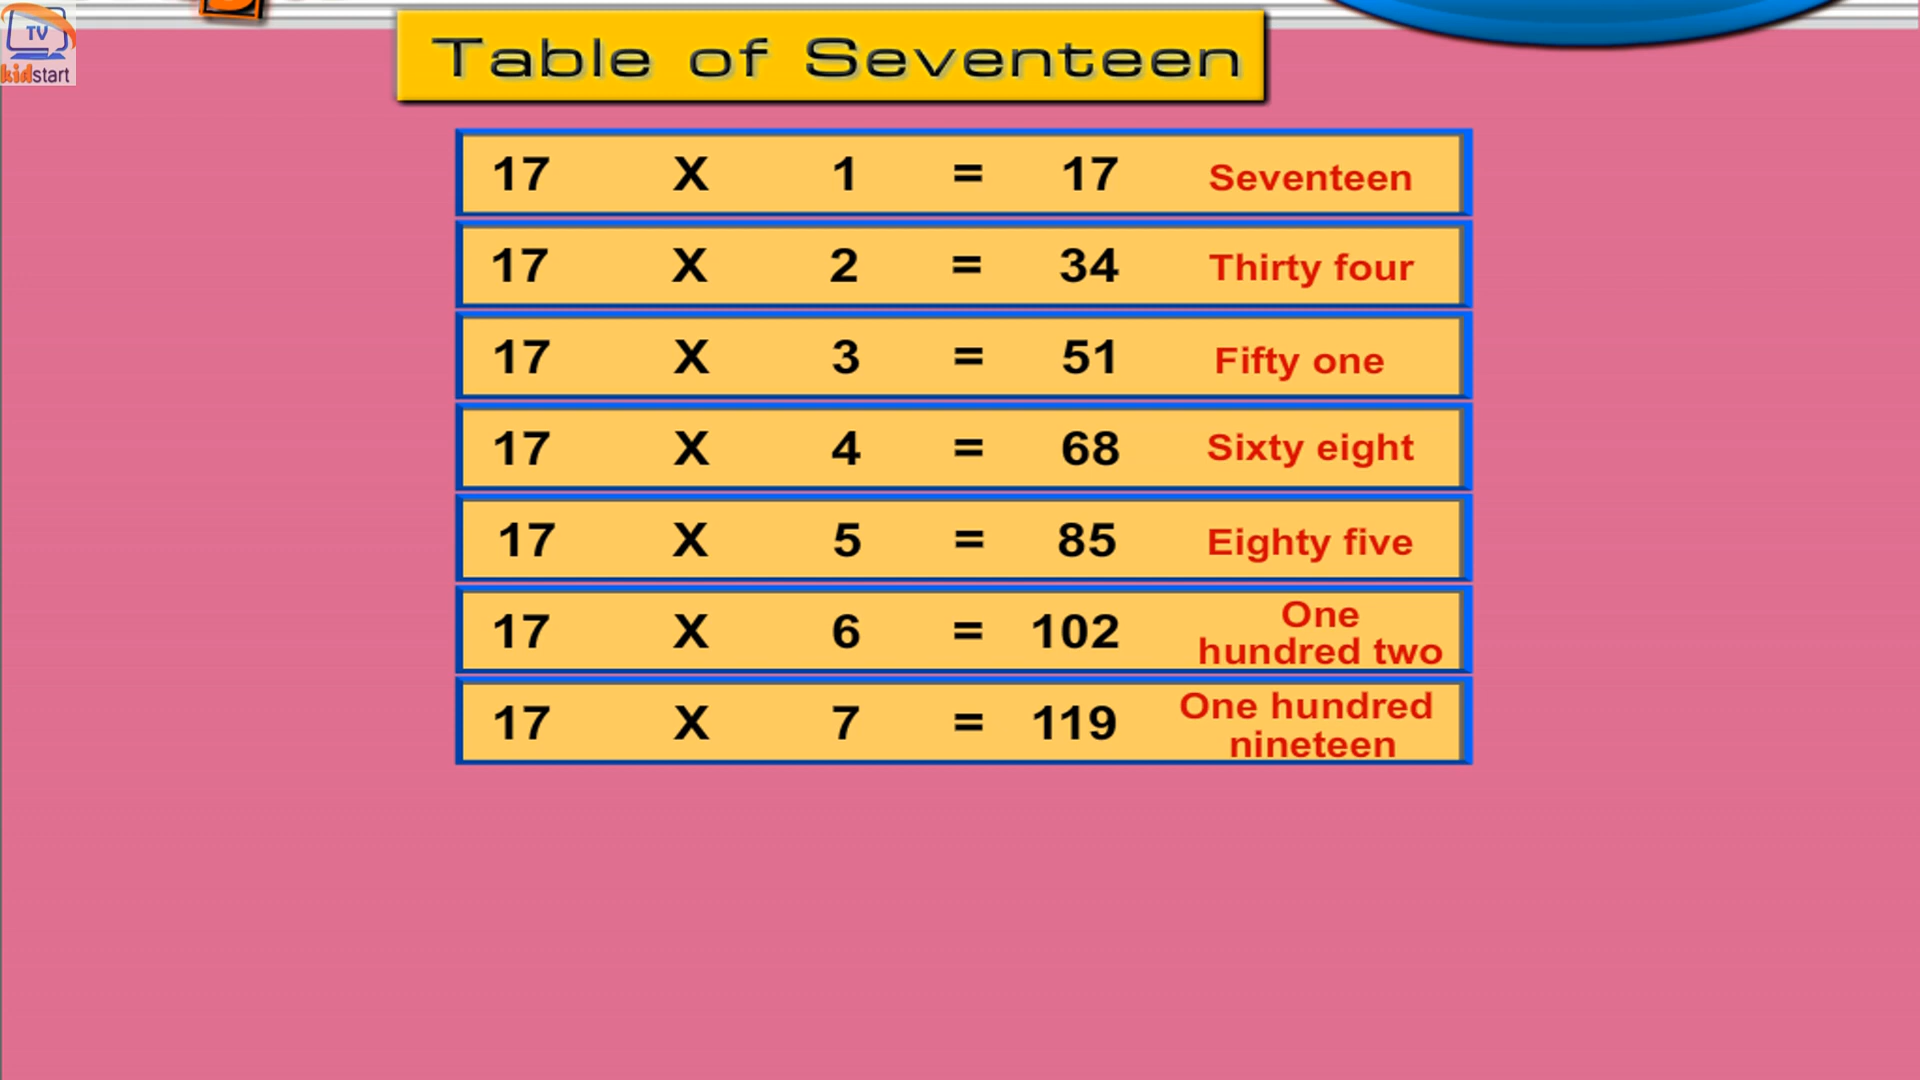 TV
kidstart
Table of Seventeen
17 X 1 = 17 Seventeen
17 X 2 = 34 Thirty four
17 X 3 = 51 Fifty one
17 X 4 = 68 Sixty eight
17 X 5 = 85 Eighty five
17 X 6 = 102 One
hundred two
17 X 7 = 119 One hundred
nineteen